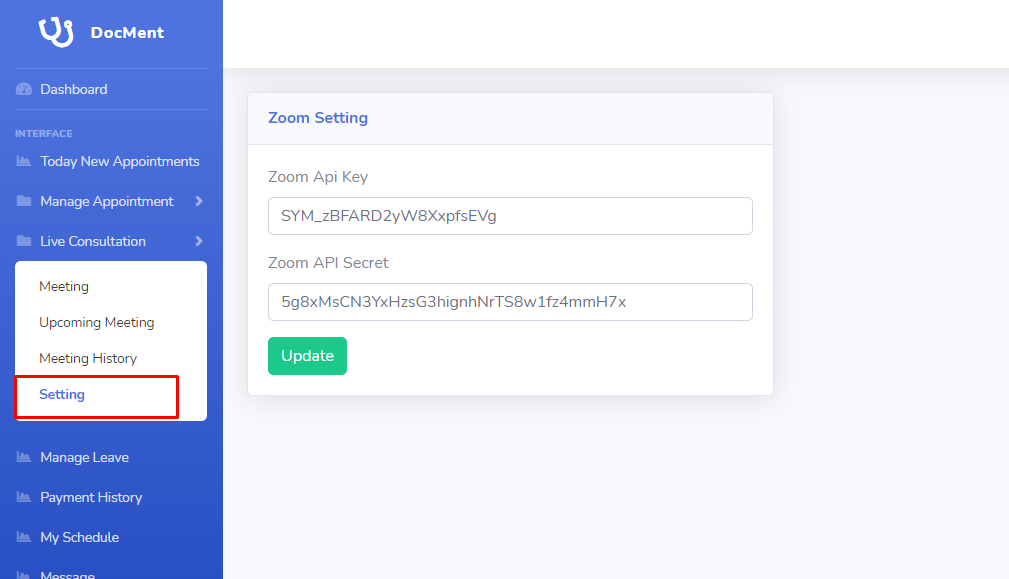 DocMent
Dashboard
INTERFACE
Today New Appointments
Manage Appointment
Live Consultation
Meeting
Upcoming Meeting
Meeting History
Setting
Manage Leave
Payment History
My Schedule
Message
Zoom Setting
Zoom Api Key
SYM_zBFARD2yW8XxpfsEVg
Zoom API Secret
5g8xMsCN3YxHzsG3hignhNrTS8w1fz4mmH7x
Update